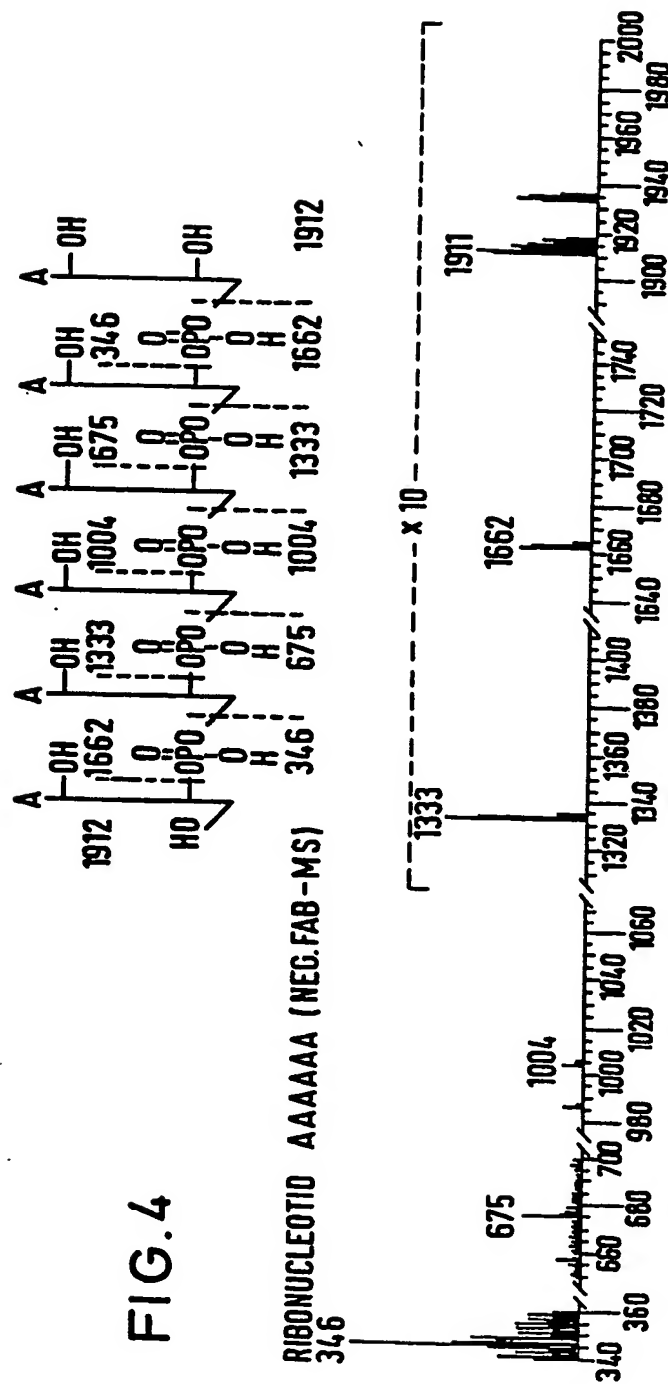 FIG.4
A A A A A A
1912 OH 1662 OH 1333 OH 1004 OH 1675 OH 346 OH
O O O O O
HO OPO OPO OPO OPO OPO OH
O O O O O
H H H H H
346 675 1004 1333 1662 1912
RIBONUCLEOTID AAAAAA (NEG.FAB-MS)
346 675 1004 1333 1662 1911
X 10
340 360 660 680 700 980 1000 1020 1040 1060 1320 1340 1360 1380 1400 1640 1660 1680 1700 1720 1740 1900 1920 1940 1960 1980 2000